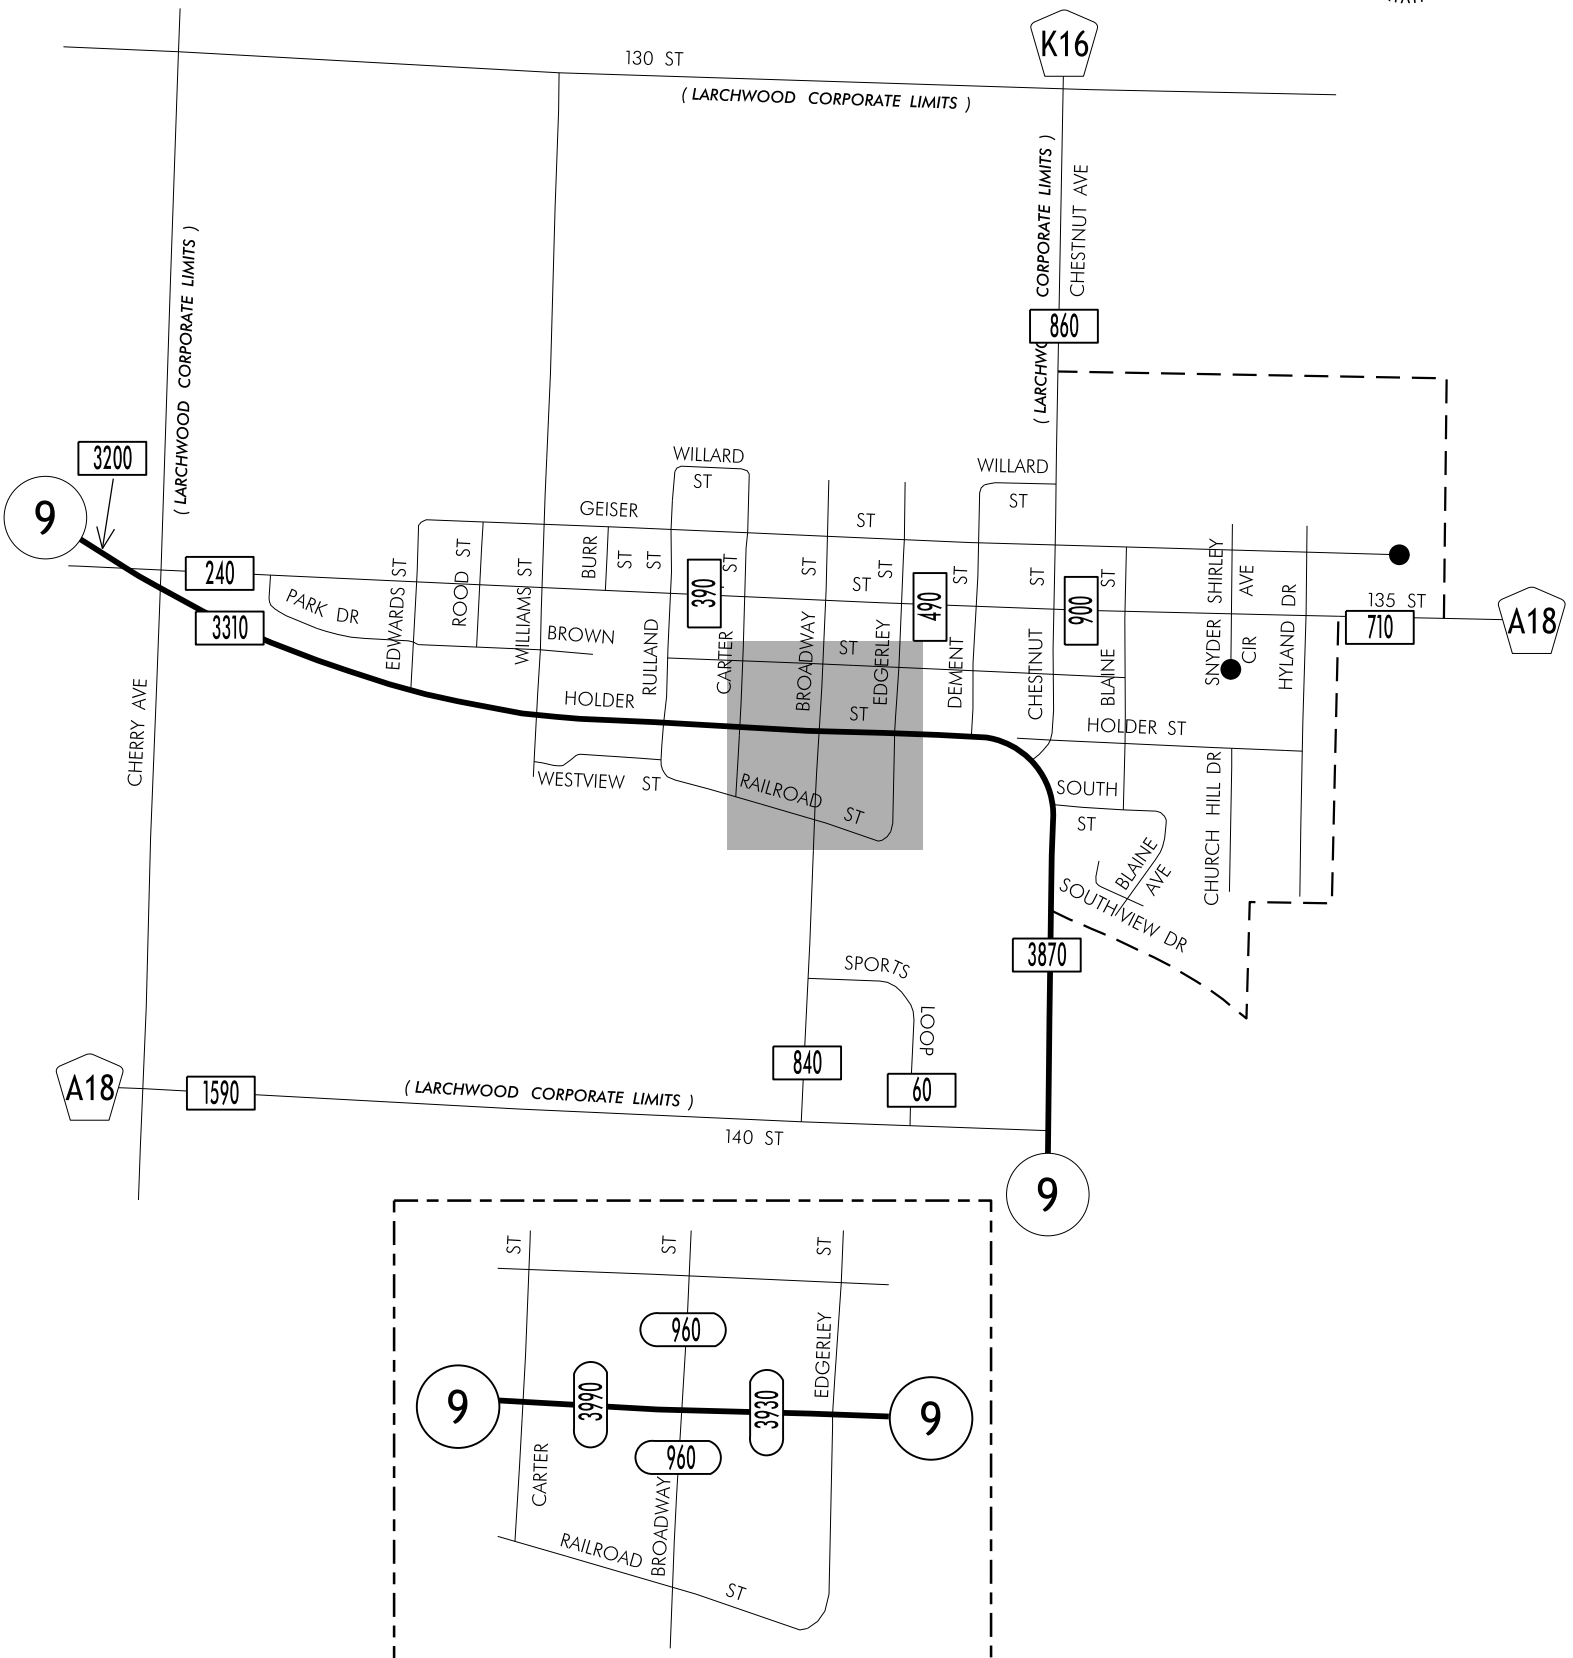 K16
130 ST
( LARCHWOOD CORPORATE LIMITS )
( LARCHWOOD CORPORATE LIMITS )
CORPORATE LIMITS )
( LARCHWO
CHESTNUT AVE
860
3200
9
WILLARD
ST
WILLARD
ST
GEISER
ST
240
3310
PARK DR
EDWARDS ST
ROOD ST
WILLIAMS ST
BURR
ST
BROWN
RULLAND
ST
390
CARTER
ST
BROADWAY
ST
ST
ST
EDGERLEY
ST
490
DEMENT
ST
CHESTNUT
ST
900
BLAINE
ST
SNYDER SHIRLEY
AVE
CIR
HYLAND DR
135 ST
710
A18
CHERRY AVE
HOLDER
ST
HOLDER ST
WESTVIEW ST
RAILROAD
ST
SOUTH
ST
BLAINE
AVE
CHURCH HILL DR
SOUTHVIEW DR
3870
SPORTS
LOOP
840
60
A18
1590
( LARCHWOOD CORPORATE LIMITS )
140 ST
9
ST
ST
ST
960
EDGERLEY
9
3990
3930
9
CARTER
960
BROADWAY
RAILROAD
ST